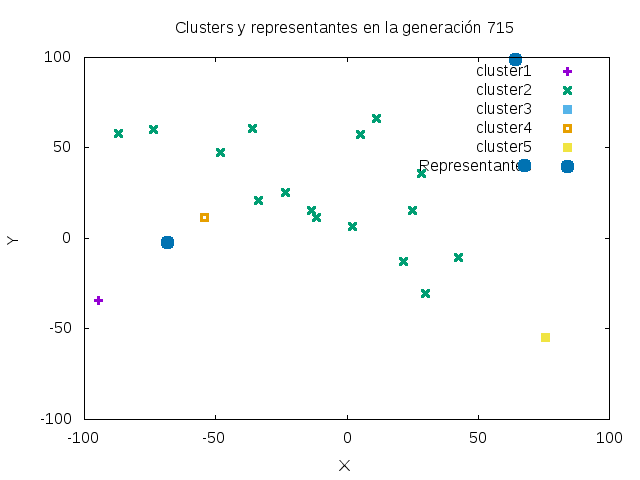 Clusters y representantes en la generación 715
100
50
0
-50
-100
-100
-50
0
50
100
Y
X
cluster1
cluster2
cluster3
cluster4
cluster5
Representante